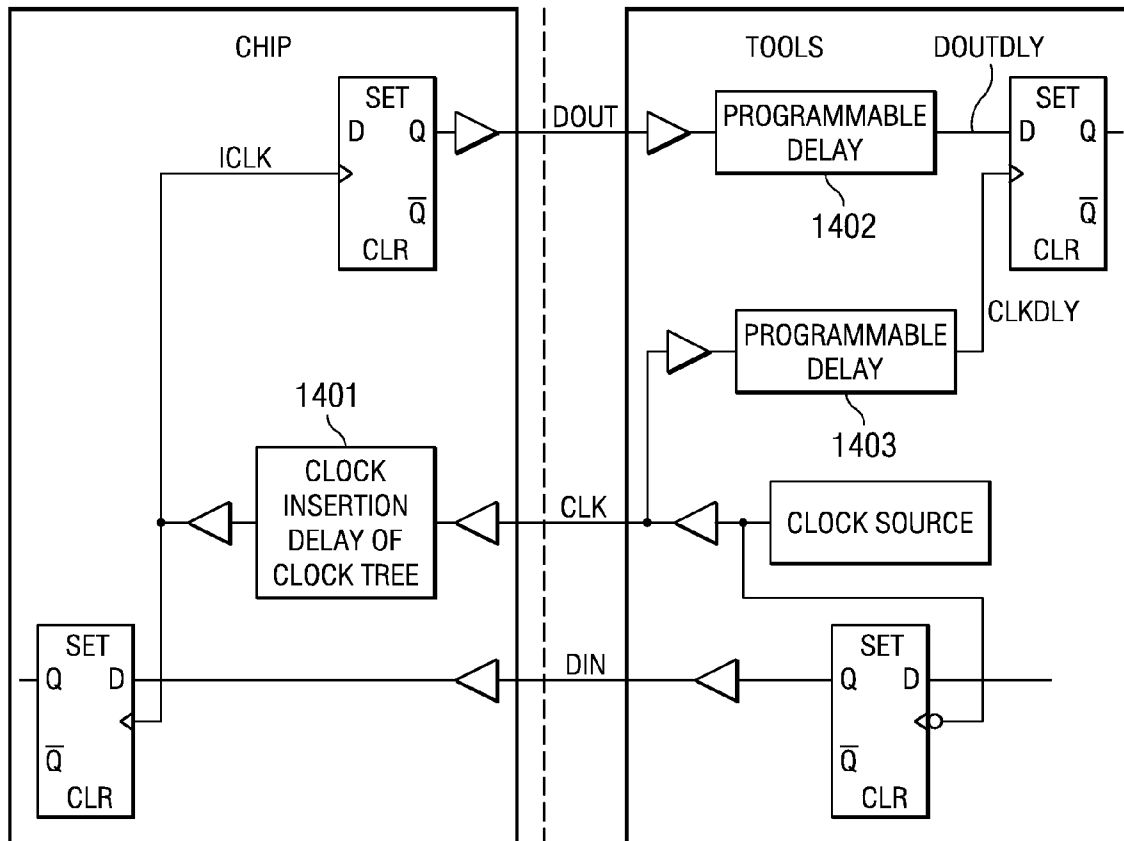 CHIP
SET
D Q
ICLK
Q̅
CLR
DOUT
TOOLS
DOUTDLY
PROGRAMMABLE
DELAY
1402
SET
D Q
Q̅
CLR
CLKDLY
PROGRAMMABLE
DELAY
1403
1401
CLOCK
INSERTION
DELAY OF
CLOCK TREE
CLK
CLOCK SOURCE
SET
Q D
Q̅
CLR
DIN
SET
Q D
Q̅
CLR